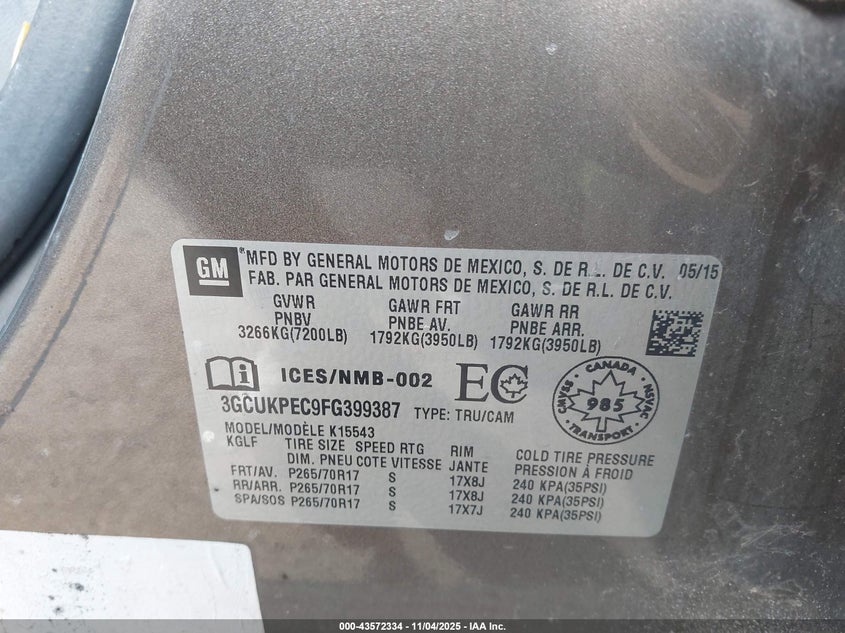 GM
® MFD BY GENERAL MOTORS DE MEXICO, S. DE R.L. DE C.V. 05/15
FAB. PAR GENERAL MOTORS DE MEXICO, S. DE R.L. DE C.V.
GVWR GAWR FRT GAWR RR
PNBV PNBE AV. PNBE ARR.
3266KG(7200LB) 1792KG(3950LB) 1792KG(3950LB)
i ICES/NMB-002 EC
CANADA
CMVSS 985 NSVAC
TRANSPORT
3GCUKPEC9FG399387 TYPE: TRU/CAM
MODEL/MODÈLE K15543
KGLF TIRE SIZE SPEED RTG RIM COLD TIRE PRESSURE
DIM. PNEU COTE VITESSE JANTE PRESSION À FROID
FRT/AV. P265/70R17 S 17X8J 240 KPA(35PSI)
RR/ARR. P265/70R17 S 17X8J 240 KPA(35PSI)
SPA/SOS P265/70R17 S 17X7J 240 KPA(35PSI)
000-43572334 | 11/04/2025 - IAA Inc.